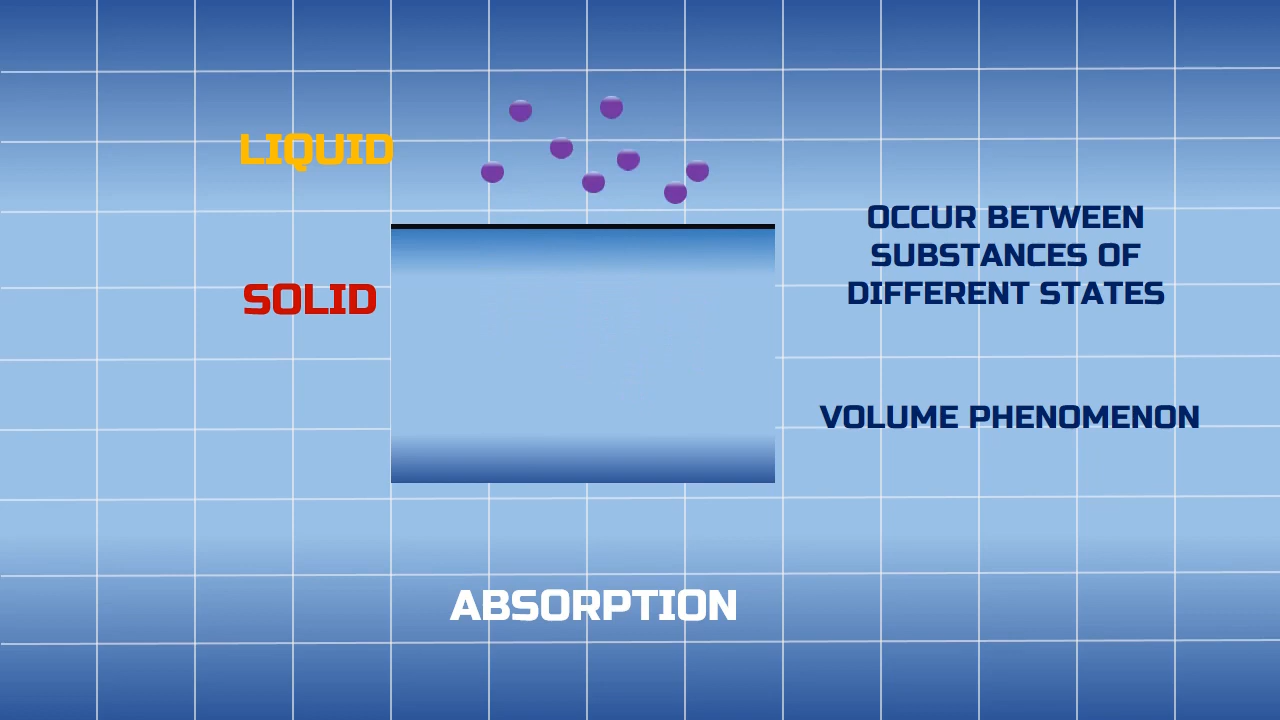 LIQUID
SOLID
OCCUR BETWEEN
SUBSTANCES OF
DIFFERENT STATES
VOLUME PHENOMENON
ABSORPTION